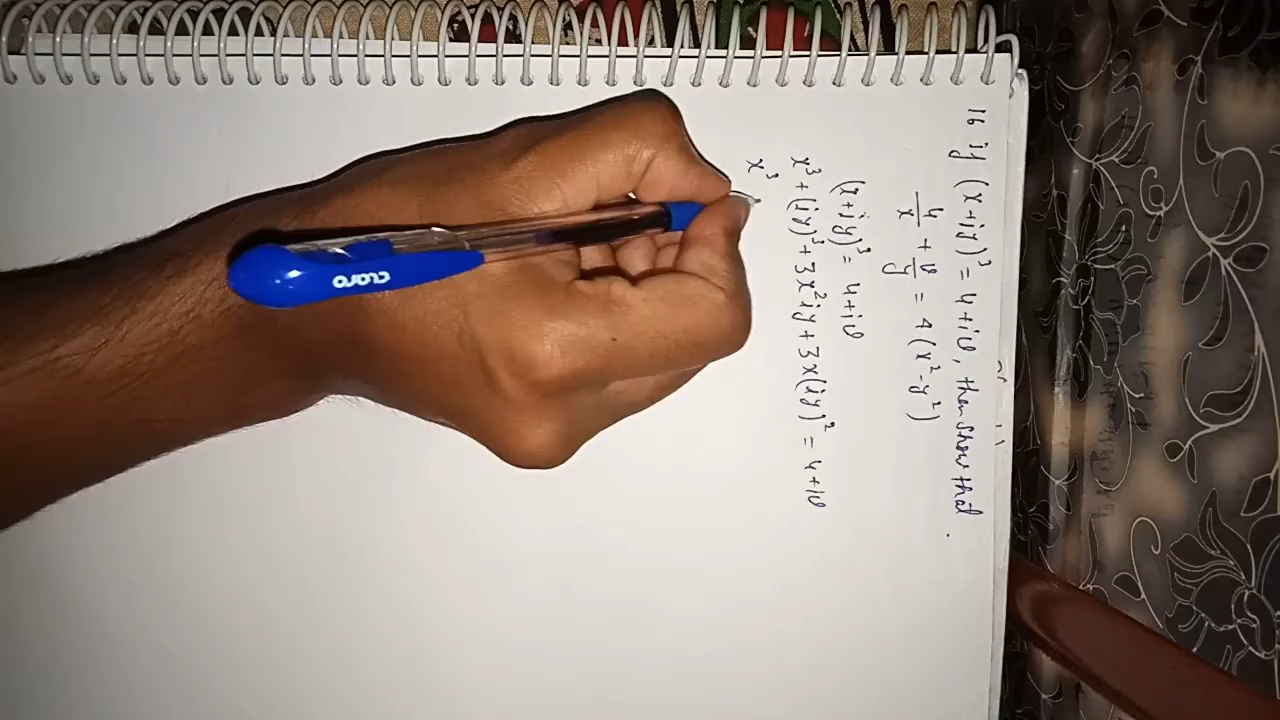 16 if (x+iy)³ = u+iv, then show that
u/x + v/y = 4(x²-y²)
(x+iy)³ = u+iv
x³+(iy)³+3x²iy+3x(iy)² = u+iv
x³
CLARO